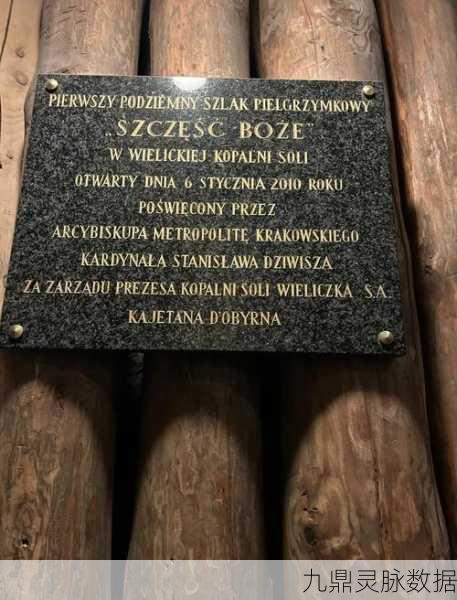 PIERWSZY PODZIEMNY SZLAK PIELGRZYMKOWY
„SZCZĘŚĆ BOŻE"
W WIELICKIEJ KOPALNI SOLI
OTWARTY DNIA 6 STYCZNIA 2010 ROKU
POŚWIĘCONY PRZEZ
ARCYBISKUPA METROPOLITĘ KRAKOWSKIEGO
KARDYNAŁA STANISŁAWA DZIWISZA
ZA ZARZĄDU PREZESA KOPALNI SOLI WIELICZKA S.A.
KAJETANA D'OBYRNA
九鼎灵脉数据